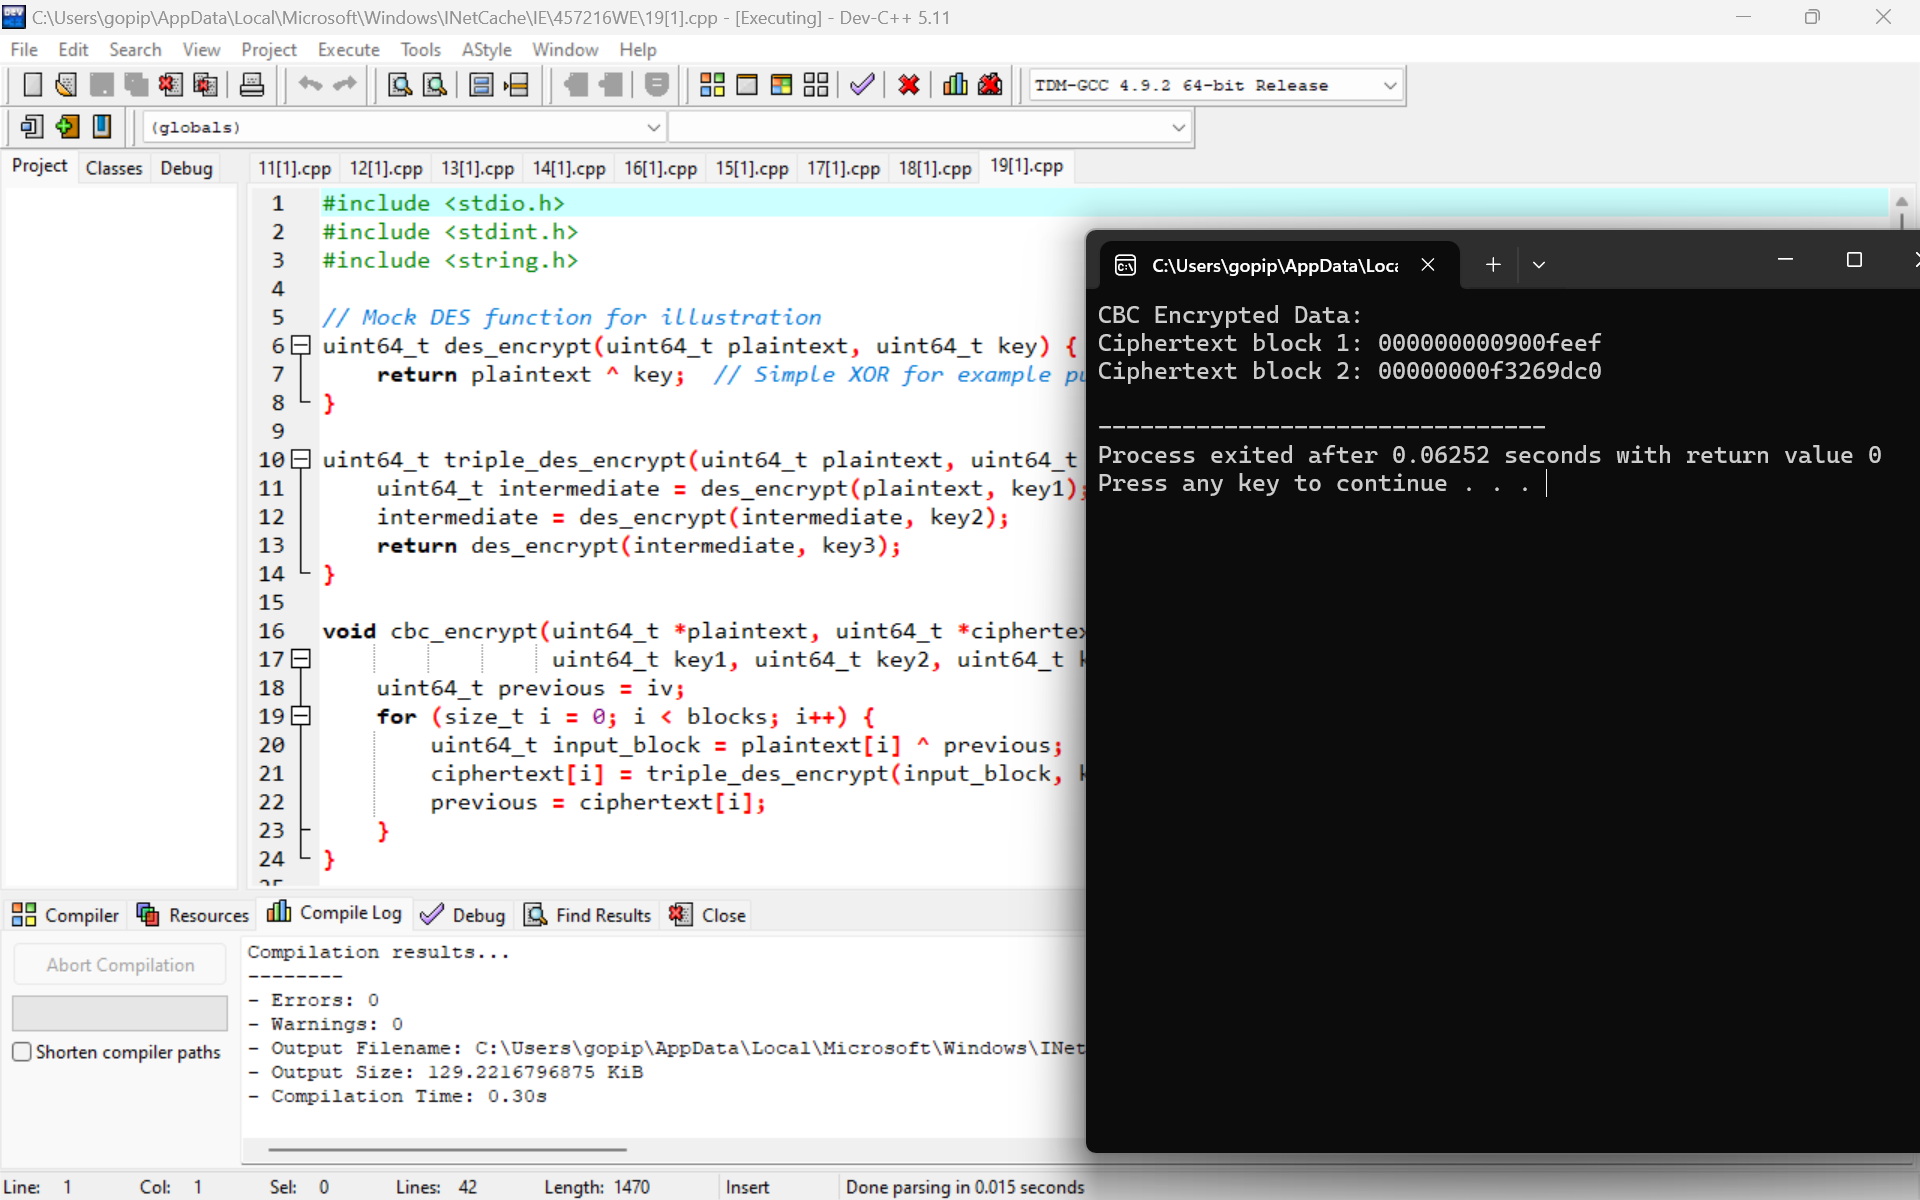 C:\Users\gopip\AppData\Local\Microsoft\Windows\INetCache\IE\457216WE\19[1].cpp - [Executing] - Dev-C++ 5.11
File Edit Search View Project Execute Tools AStyle Window Help
TDM-GCC 4.9.2 64-bit Release
(globals)
Project Classes Debug
11[1].cpp 12[1].cpp 13[1].cpp 14[1].cpp 16[1].cpp 15[1].cpp 17[1].cpp 18[1].cpp 19[1].cpp
1 #include <stdio.h>
2 #include <stdint.h>
3 #include <string.h>
4
5 // Mock DES function for illustration
6 uint64_t des_encrypt(uint64_t plaintext, uint64_t key) {
7 return plaintext ^ key; // Simple XOR for example
8 }
9
10 uint64_t triple_des_encrypt(uint64_t plaintext, uint64_t
11 uint64_t intermediate = des_encrypt(plaintext, key1);
12 intermediate = des_encrypt(intermediate, key2);
13 return des_encrypt(intermediate, key3);
14 }
15
16 void cbc_encrypt(uint64_t *plaintext, uint64_t *ciphertex
17 uint64_t key1, uint64_t key2, uint64_t k
18 uint64_t previous = iv;
19 for (size_t i = 0; i < blocks; i++) {
20 uint64_t input_block = plaintext[i] ^ previous;
21 ciphertext[i] = triple_des_encrypt(input_block, k
22 previous = ciphertext[i];
23 }
24 }
C:\Users\gopip\AppData\Loca
CBC Encrypted Data:
Ciphertext block 1: 000000000900feef
Ciphertext block 2: 00000000f3269dc0
--------------------------------
Process exited after 0.06252 seconds with return value 0
Press any key to continue . . .
Compiler Resources Compile Log Debug Find Results Close
Abort Compilation
Shorten compiler paths
Compilation results...
--------
- Errors: 0
- Warnings: 0
- Output Filename: C:\Users\gopip\AppData\Local\Microsoft\Windows\INet
- Output Size: 129.2216796875 KiB
- Compilation Time: 0.30s
Line: 1 Col: 1 Sel: 0 Lines: 42 Length: 1470 Insert Done parsing in 0.015 seconds